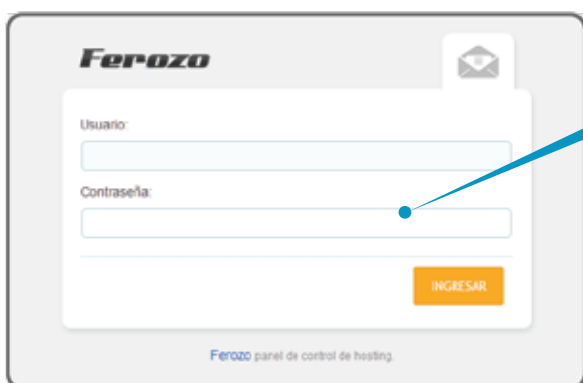 Ferozo
Usuario:
Contraseña:
INGRESAR
Ferozo panel de control de hosting.